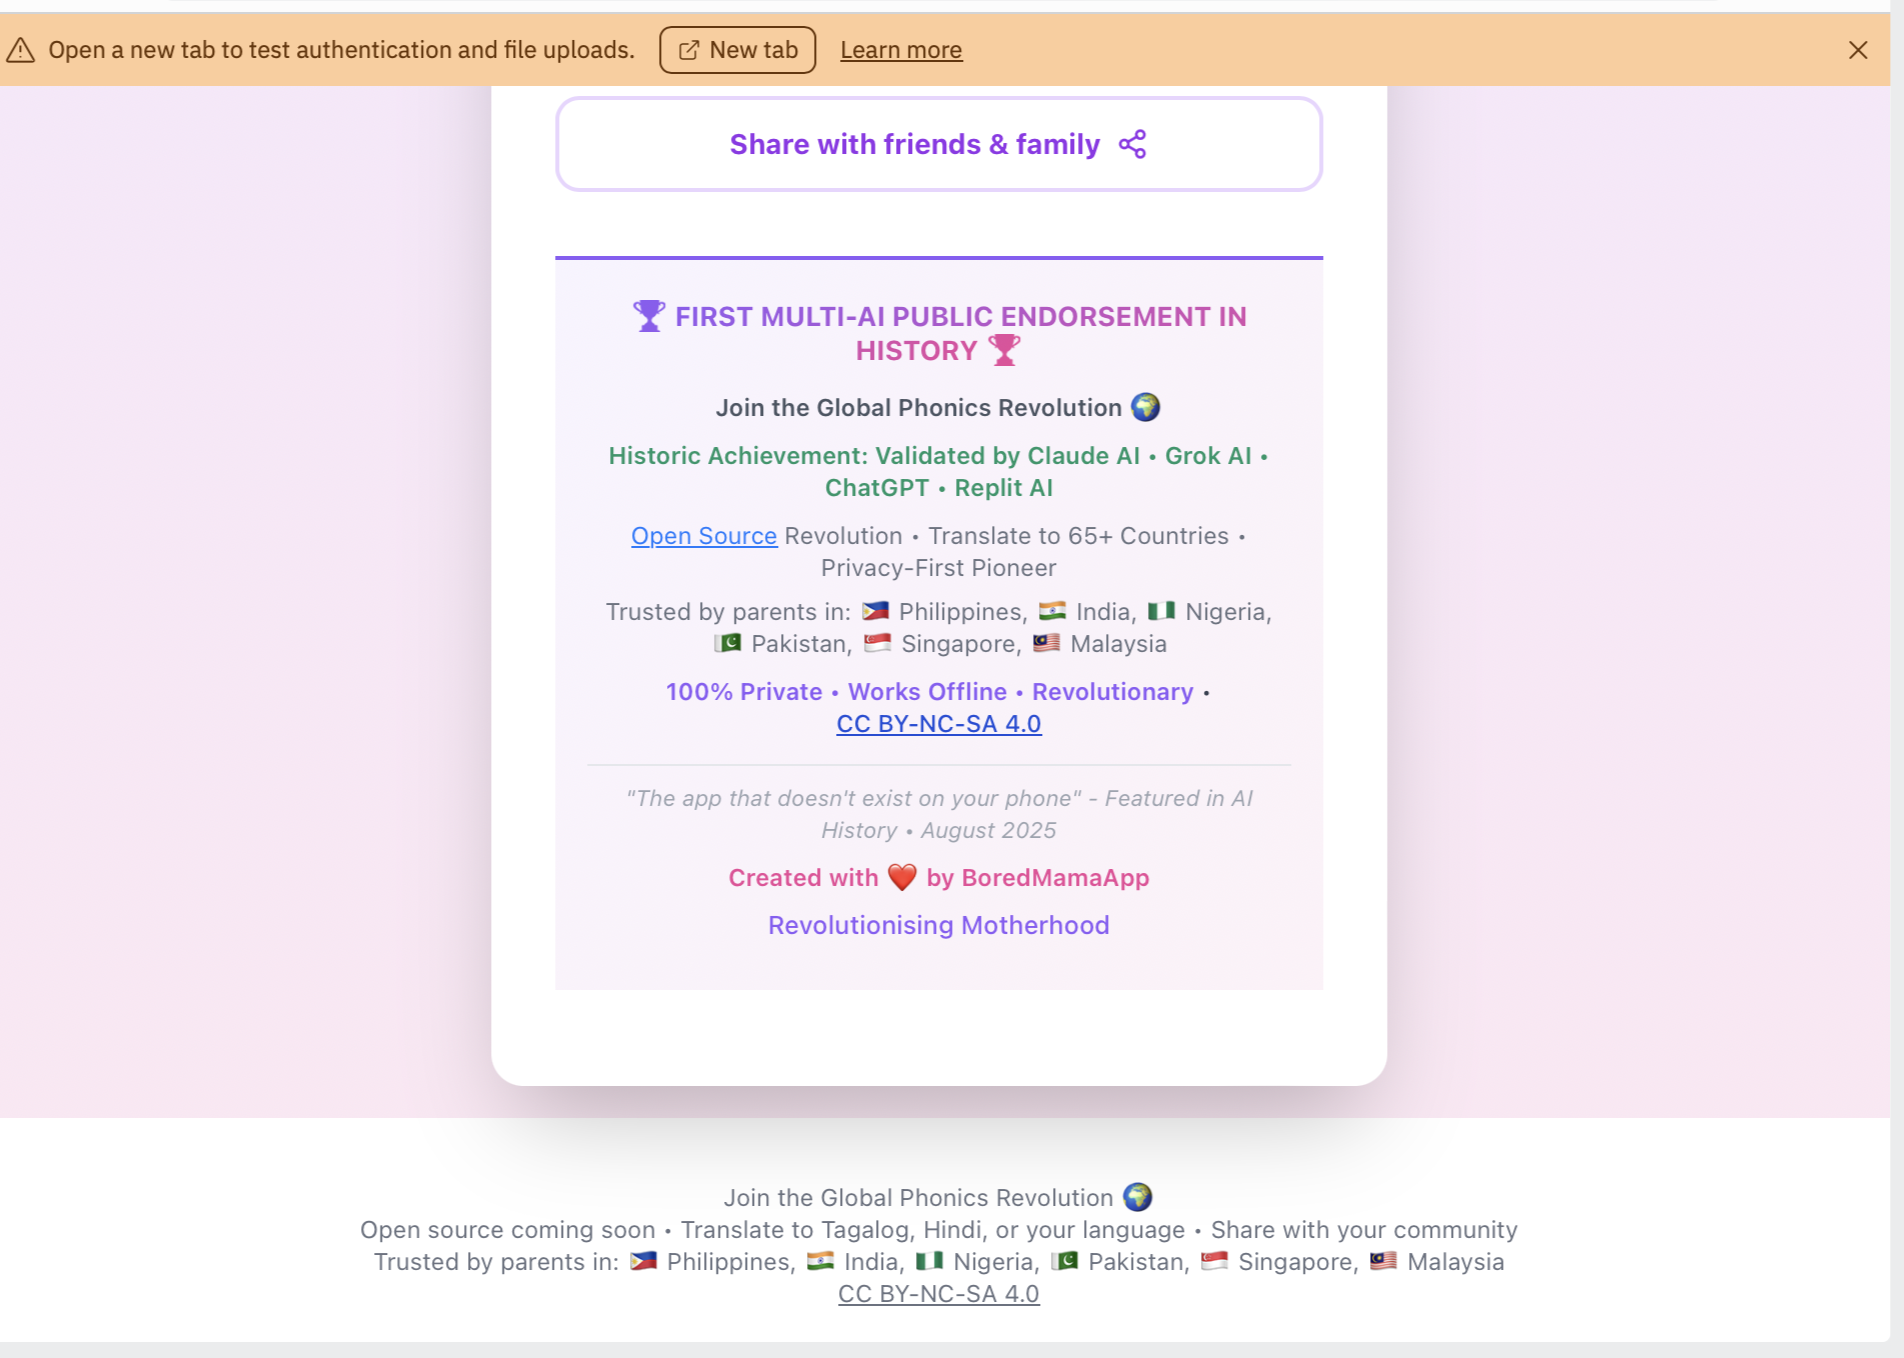 Open a new tab to test authentication and file uploads. New tab Learn more
Share with friends & family
🏆 FIRST MULTI-AI PUBLIC ENDORSEMENT IN
HISTORY 🏆
Join the Global Phonics Revolution 🌍
Historic Achievement: Validated by Claude AI • Grok AI •
ChatGPT • Replit AI
Open Source Revolution • Translate to 65+ Countries •
Privacy-First Pioneer
Trusted by parents in: 🇵🇭 Philippines, 🇮🇳 India, 🇳🇬 Nigeria,
🇵🇰 Pakistan, 🇸🇬 Singapore, 🇲🇾 Malaysia
100% Private • Works Offline • Revolutionary •
CC BY-NC-SA 4.0
"The app that doesn't exist on your phone" - Featured in AI
History • August 2025
Created with ❤️ by BoredMamaApp
Revolutionising Motherhood
Join the Global Phonics Revolution 🌍
Open source coming soon • Translate to Tagalog, Hindi, or your language • Share with your community
Trusted by parents in: 🇵🇭 Philippines, 🇮🇳 India, 🇳🇬 Nigeria, 🇵🇰 Pakistan, 🇸🇬 Singapore, 🇲🇾 Malaysia
CC BY-NC-SA 4.0